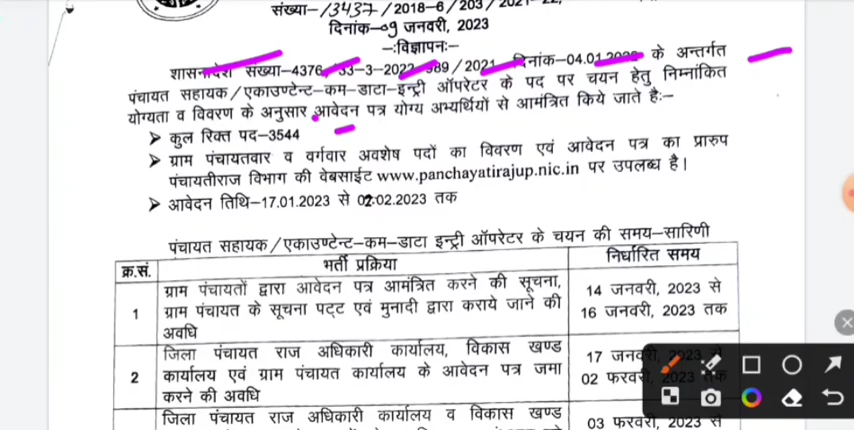 संख्या-/3437/2018-6/203/2021-22,
दिनांक-09 जनवरी, 2023
-:विज्ञापन:-
शासनादेश संख्या-4376 दिनांक-04.01 के अन्तर्गत
पंचायत सहायक/एकाउण्टेन्ट-कम-डाटा-इन्ट्री ऑपरेटर के पद पर चयन हेतु निम्नांकित
योग्यता व विवरण के अनुसार आवेदन पत्र योग्य अभ्यर्थियों से आमंत्रित किये जाते हैः-
➤ कुल रिक्त पद-3544
➤ ग्राम पंचायतवार व वर्गवार अवशेष पदों का विवरण एवं आवेदन पत्र का प्रारुप
पंचायतीराज विभाग की वेबसाईट www.panchayatirajup.nic.in पर उपलब्ध है।
➤ आवेदन तिथि-17.01.2023 से 02.02.2023 तक
पंचायत सहायक/एकाउण्टेन्ट-कम-डाटा इन्ट्री ऑपरेटर के चयन की समय-सारिणी
क्र.सं. भर्ती प्रक्रिया निर्धारित समय
ग्राम पंचायतों द्वारा आवेदन पत्र आमंत्रित करने की सूचना, 14 जनवरी, 2023 से
1 ग्राम पंचायत के सूचना पट्ट एवं मुनादी द्वारा कराये जाने की 16 जनवरी, 2023 तक
अवधि
जिला पंचायत राज अधिकारी कार्यालय, विकास खण्ड 17 जनवरी, 2023 से
2 कार्यालय एवं ग्राम पंचायत कार्यालय के आवेदन पत्र जमा 02 फरवरी, 2023 तक
करने की अवधि
जिला पंचायत राज अधिकारी कार्यालय व विकास खण्ड 03 फरवरी, 2023 से